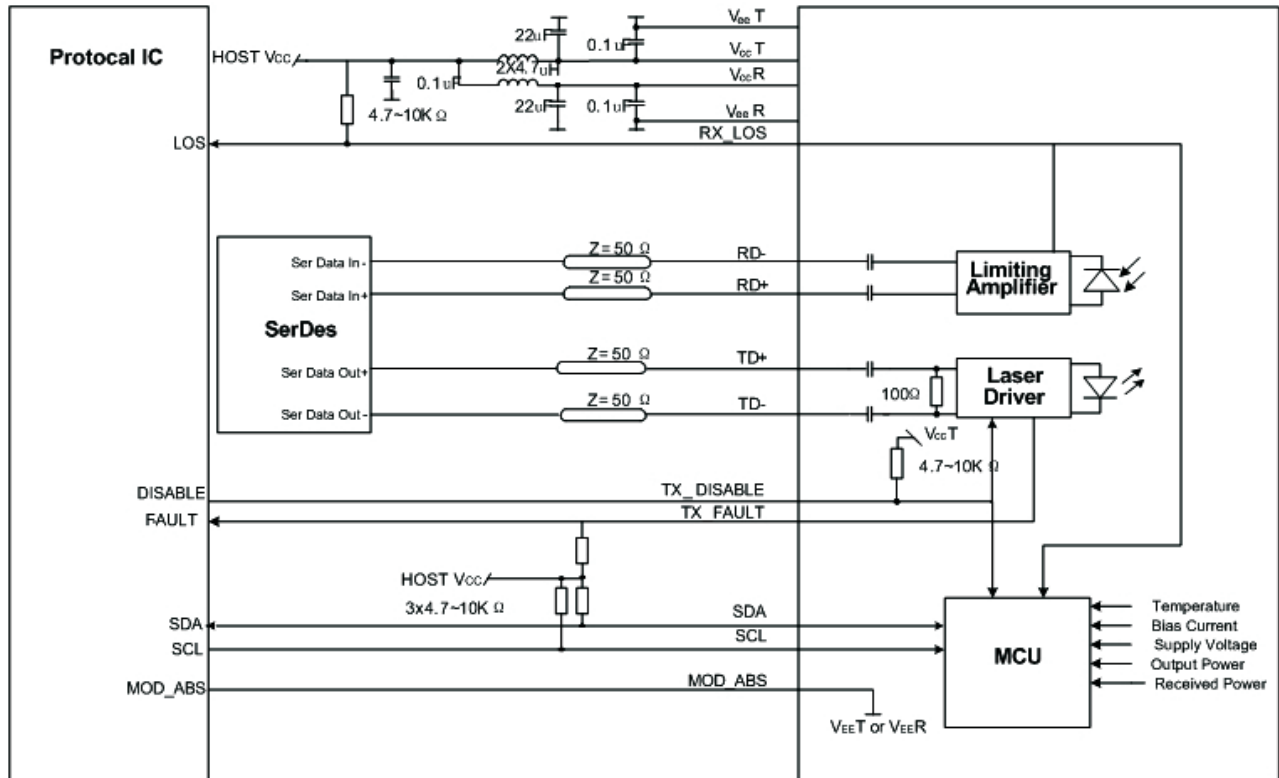 Protocal IC
HOST Vcc
22uF
0.1uF
VeeT
VccT
2X4.7uH
0.1uF
VccR
22uF
0.1uF
VeeR
4.7~10K Ω
LOS
RX_LOS
Z= 50 Ω
RD-
Ser Data In -
Limiting Amplifier
Z= 50 Ω
RD+
Ser Data In+
SerDes
Z= 50 Ω
TD+
Ser Data Out+
Laser Driver
100Ω
Z= 50 Ω
TD-
Ser Data Out -
VccT
4.7~10K Ω
DISABLE
TX_DISABLE
FAULT
TX_FAULT
HOST Vcc
3x4.7~10K Ω
SDA
SDA
SCL
SCL
MCU
Temperature
Bias Current
Supply Voltage
Output Power
Received Power
MOD_ABS
MOD_ABS
VEET or VEER